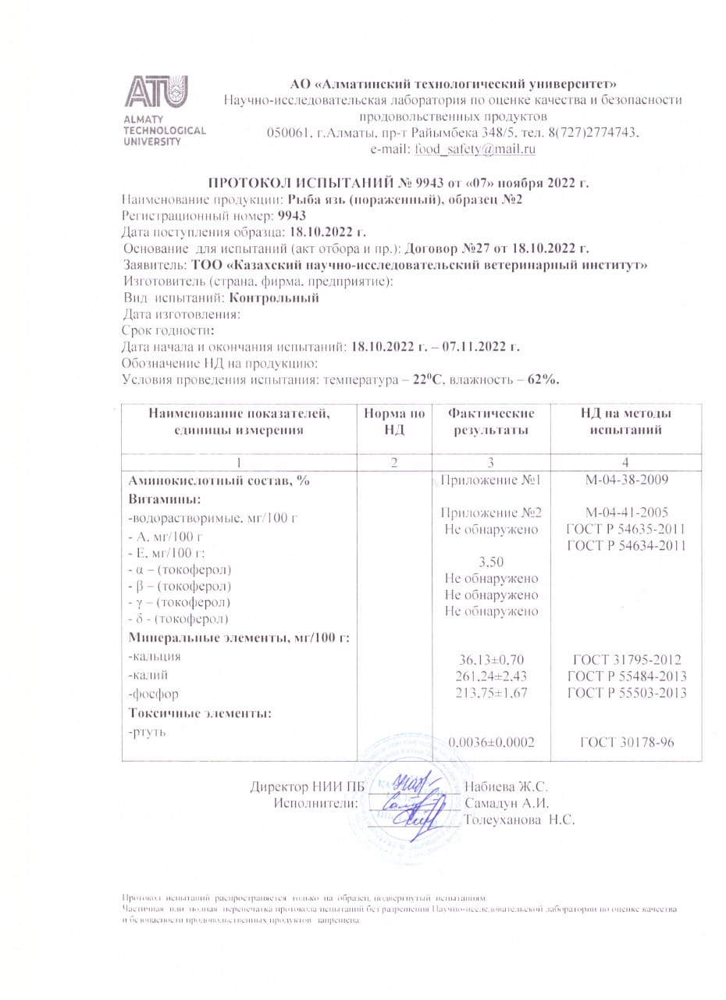 ATU
ALMATY
TECHNOLOGICAL
UNIVERSITY
АО «Алматинский технологический университет»
Научно-исследовательская лаборатория по оценке качества и безопасности
продовольственных продуктов
050061, г.Алматы, пр-т Райымбека 348/5, тел. 8(727)2774743,
e-mail: food_safety@mail.ru
ПРОТОКОЛ ИСПЫТАНИЙ № 9943 от «07» ноября 2022 г.
Наименование продукции: Рыба язь (пораженный), образец №2
Регистрационный номер: 9943
Дата поступления образца: 18.10.2022 г.
Основание для испытаний (акт отбора и пр.): Договор №27 от 18.10.2022 г.
Заявитель: ТОО «Казахский научно-исследовательский ветеринарный институт»
Изготовитель (страна, фирма, предприятие):
Вид испытаний: Контрольный
Дата изготовления:
Срок годности:
Дата начала и окончания испытаний: 18.10.2022 г. – 07.11.2022 г.
Обозначение НД на продукцию:
Условия проведения испытания: температура – 22⁰С, влажность – 62%.
Наименование показателей, единицы измерения | Норма по НД | Фактические результаты | НД на методы испытаний
1 2 3 4
Аминокислотный состав, % Приложение №1 М-04-38-2009
Витамины:
-водорастворимые, мг/100 г Приложение №2 М-04-41-2005
- А, мг/100 г Не обнаружено ГОСТ Р 54635-2011
- Е, мг/100 г: ГОСТ Р 54634-2011
- α – (токоферол) 3,50
- β – (токоферол) Не обнаружено
- γ – (токоферол) Не обнаружено
- δ - (токоферол) Не обнаружено
Минеральные элементы, мг/100 г:
-кальция 36,13±0,70 ГОСТ 31795-2012
-калий 261,24±2,43 ГОСТ Р 55484-2013
-фосфор 213,75±1,67 ГОСТ Р 55503-2013
Токсичные элементы:
-ртуть 0,0036±0,0002 ГОСТ 30178-96
Директор НИИ ПБ Набиева Ж.С.
Исполнители: Самадун А.И.
Толеуханова Н.С.
Протокол испытаний распространяется только на образец, подвергнутый испытаниям.
Частичная или полная перепечатка протокола испытаний без разрешения Научно-исследовательской лаборатории по оценке качества
и безопасности продовольственных продуктов запрещена